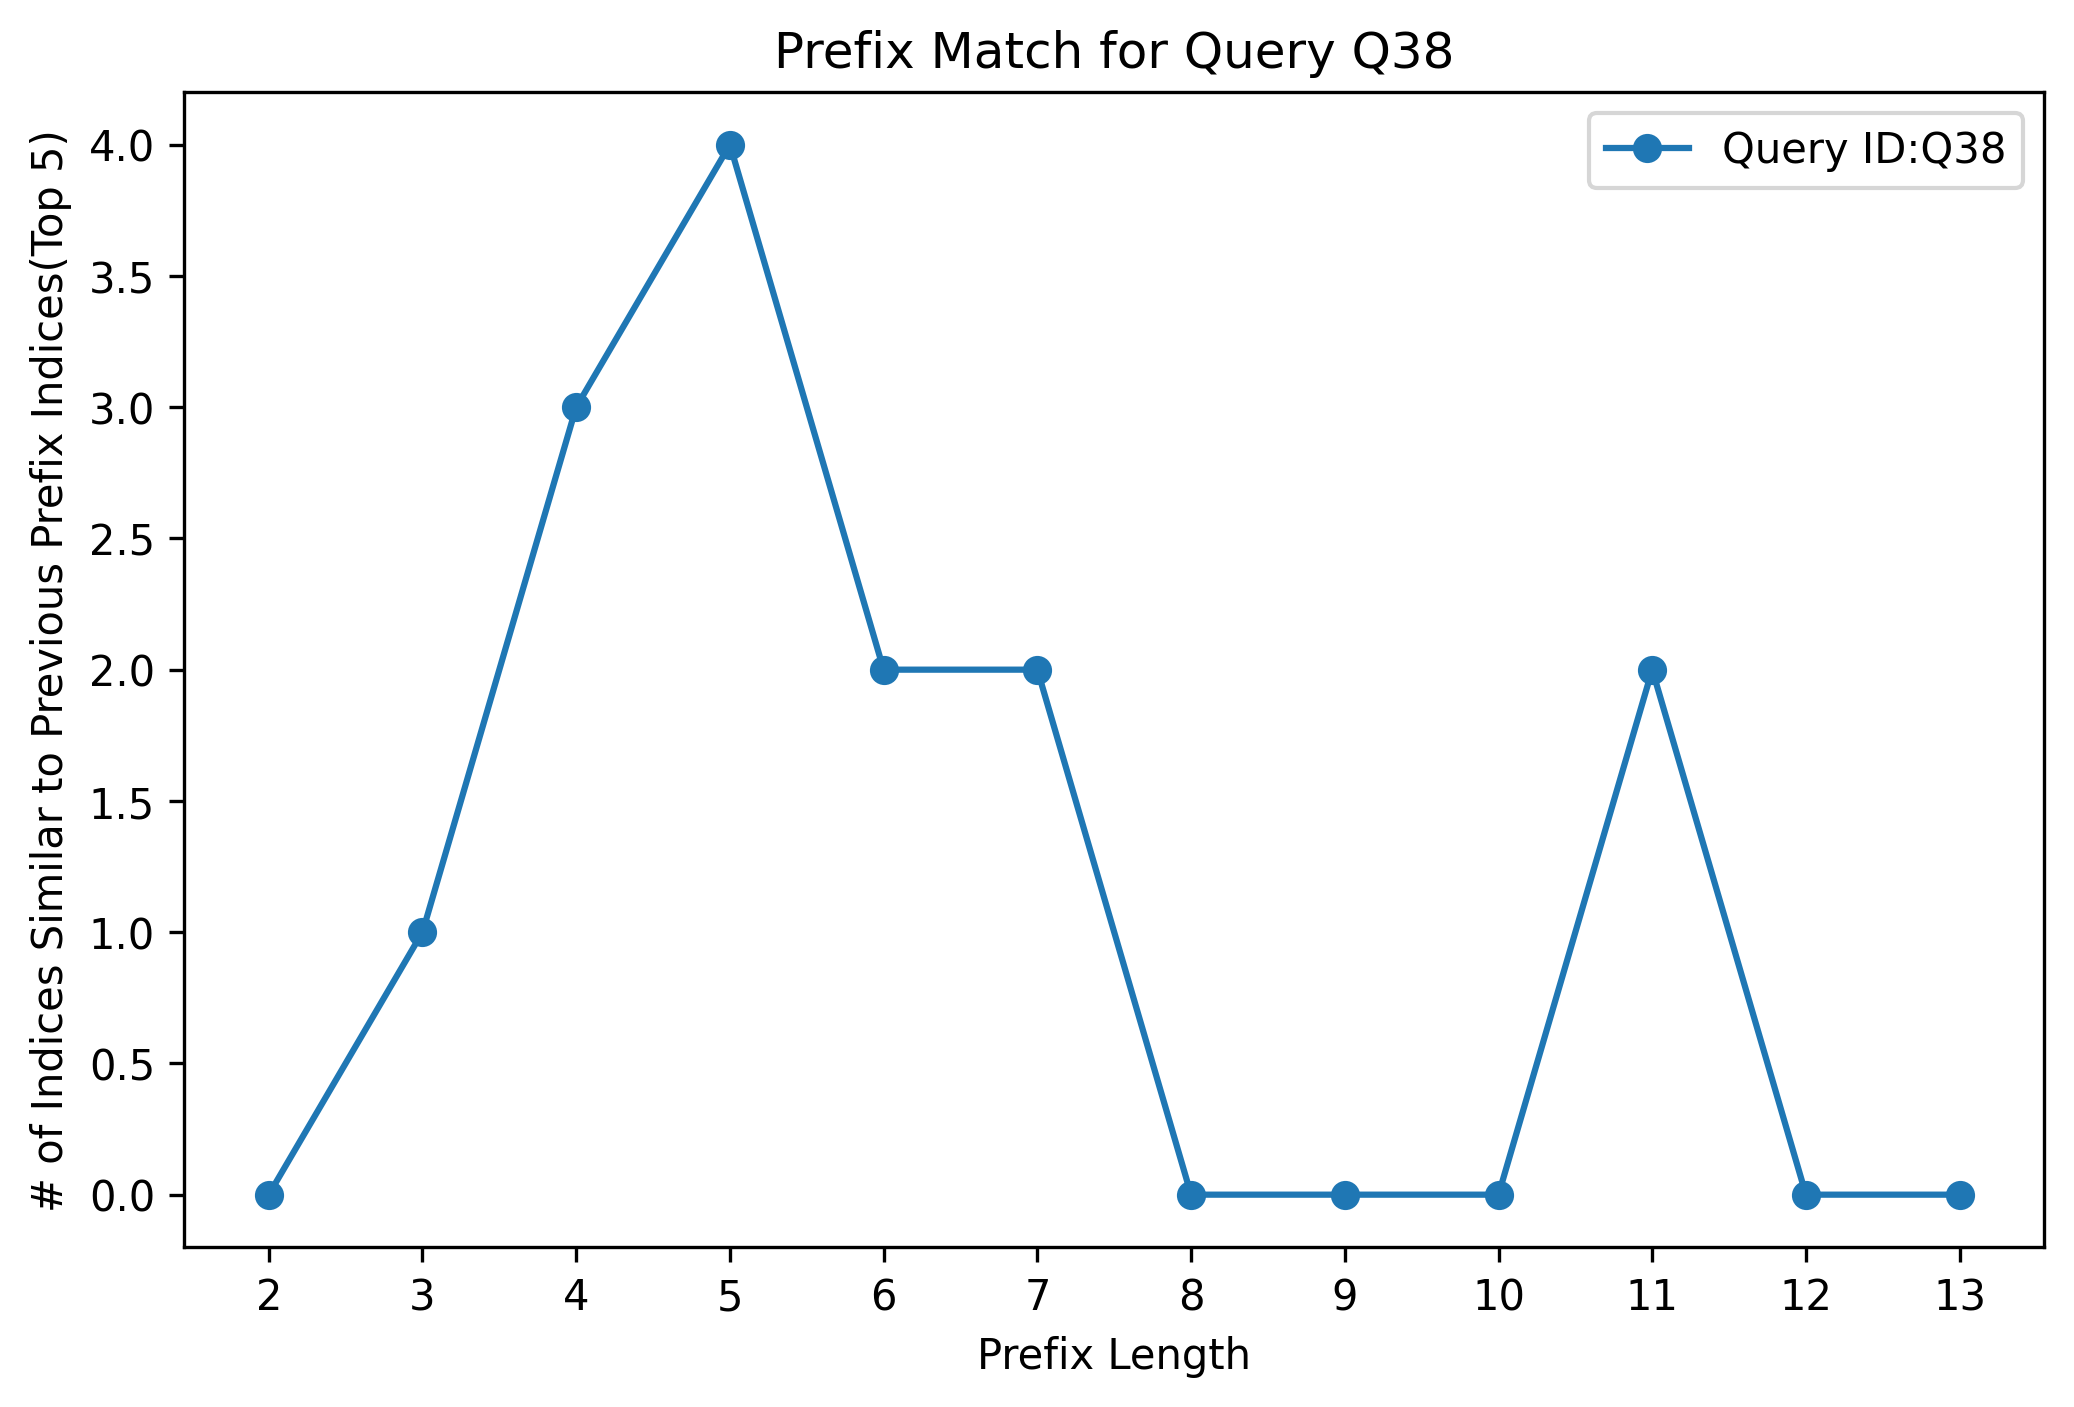 Prefix Match for Query Q38
Query ID:Q38
# of Indices Similar to Previous Prefix Indices(Top 5)
4.0
3.5
3.0
2.5
2.0
1.5
1.0
0.5
0.0
2 3 4 5 6 7 8 9 10 11 12 13
Prefix Length